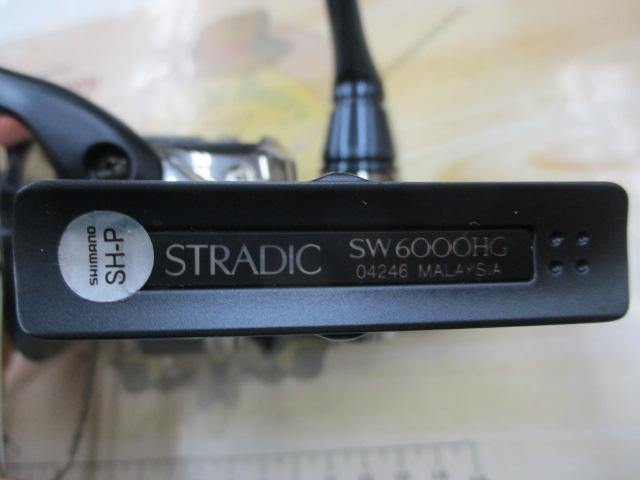 SHIMANO
SH-P
STRADIC
SW6000HG
04246 MALAYSIA